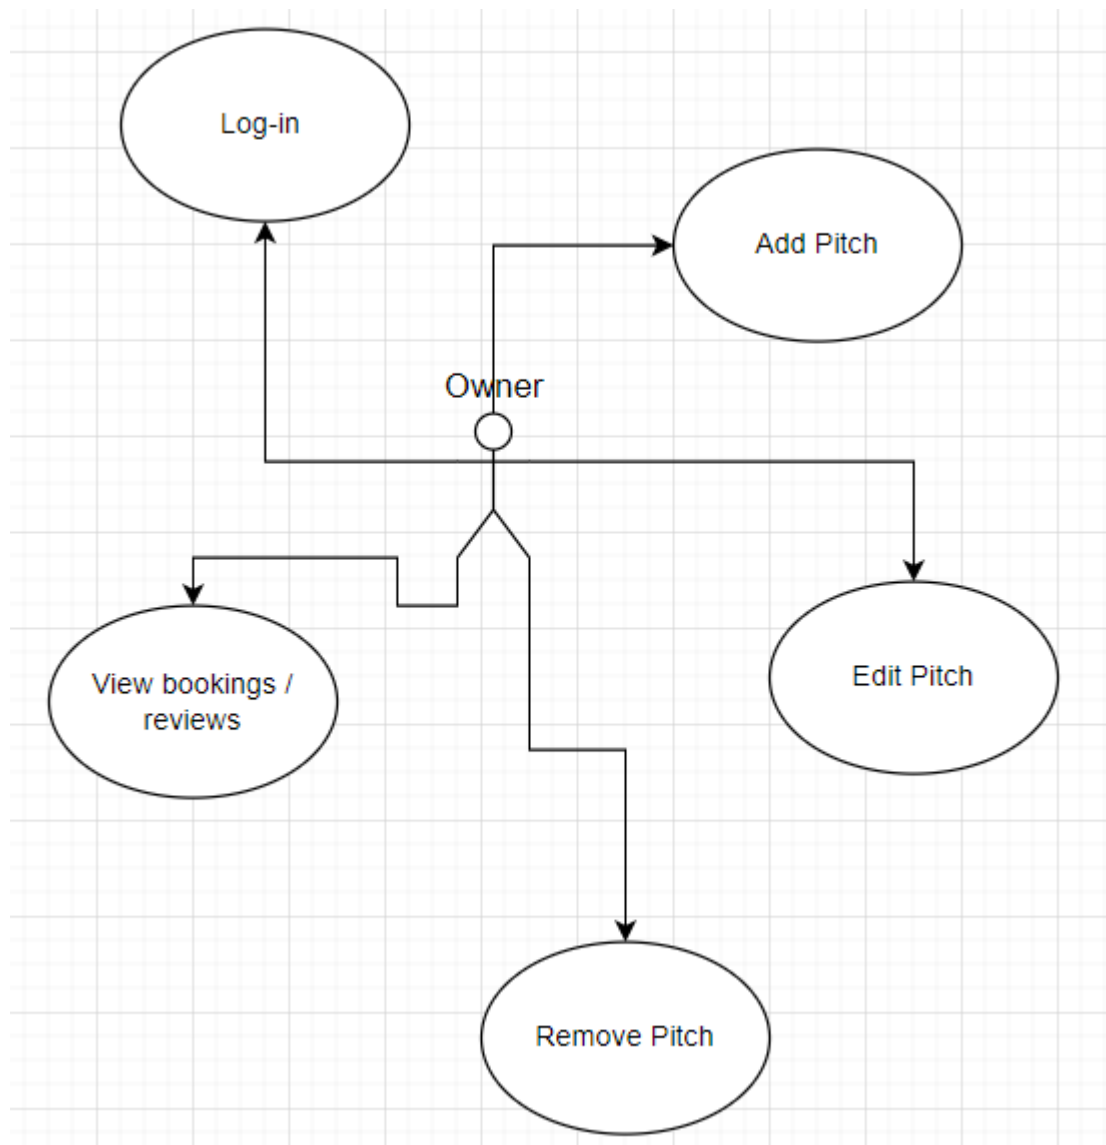 Log-in
Add Pitch
Owner
Edit Pitch
View bookings /
reviews
Remove Pitch